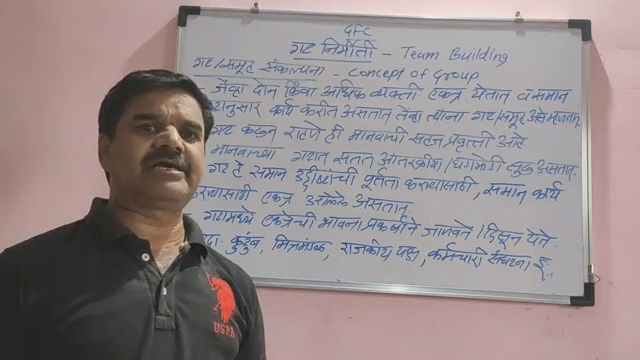 GFC
गट निर्मिती - Team Building
गट/समूह संकल्पना - Concept of Group
- जेंव्हा दोन किंवा अधिक व्यक्ती एकत्र येतात व समान
नुसार कार्य करीत असतात तेंव्हा त्यांना गट/समूह असे म्हणतात.
गट करून राहणे ही मानवाची सहज प्रवृत्ती आहे.
मानवाच्या गटात सतत आंतरक्रिया / घडामोडी सुरू असतात.
गट हे समान उद्दीष्टांची पूर्तता करण्यासाठी, समान कार्य
करण्यासाठी एकत्र आलेले असतात.
गटामध्ये एकत्रेची भावना प्रकर्षाने जाणवते / दिसून येते.
उदा. कुटुंब, मित्रमंडळ, राजकीय पक्ष, कर्मचारी संघटना इ.
USPA